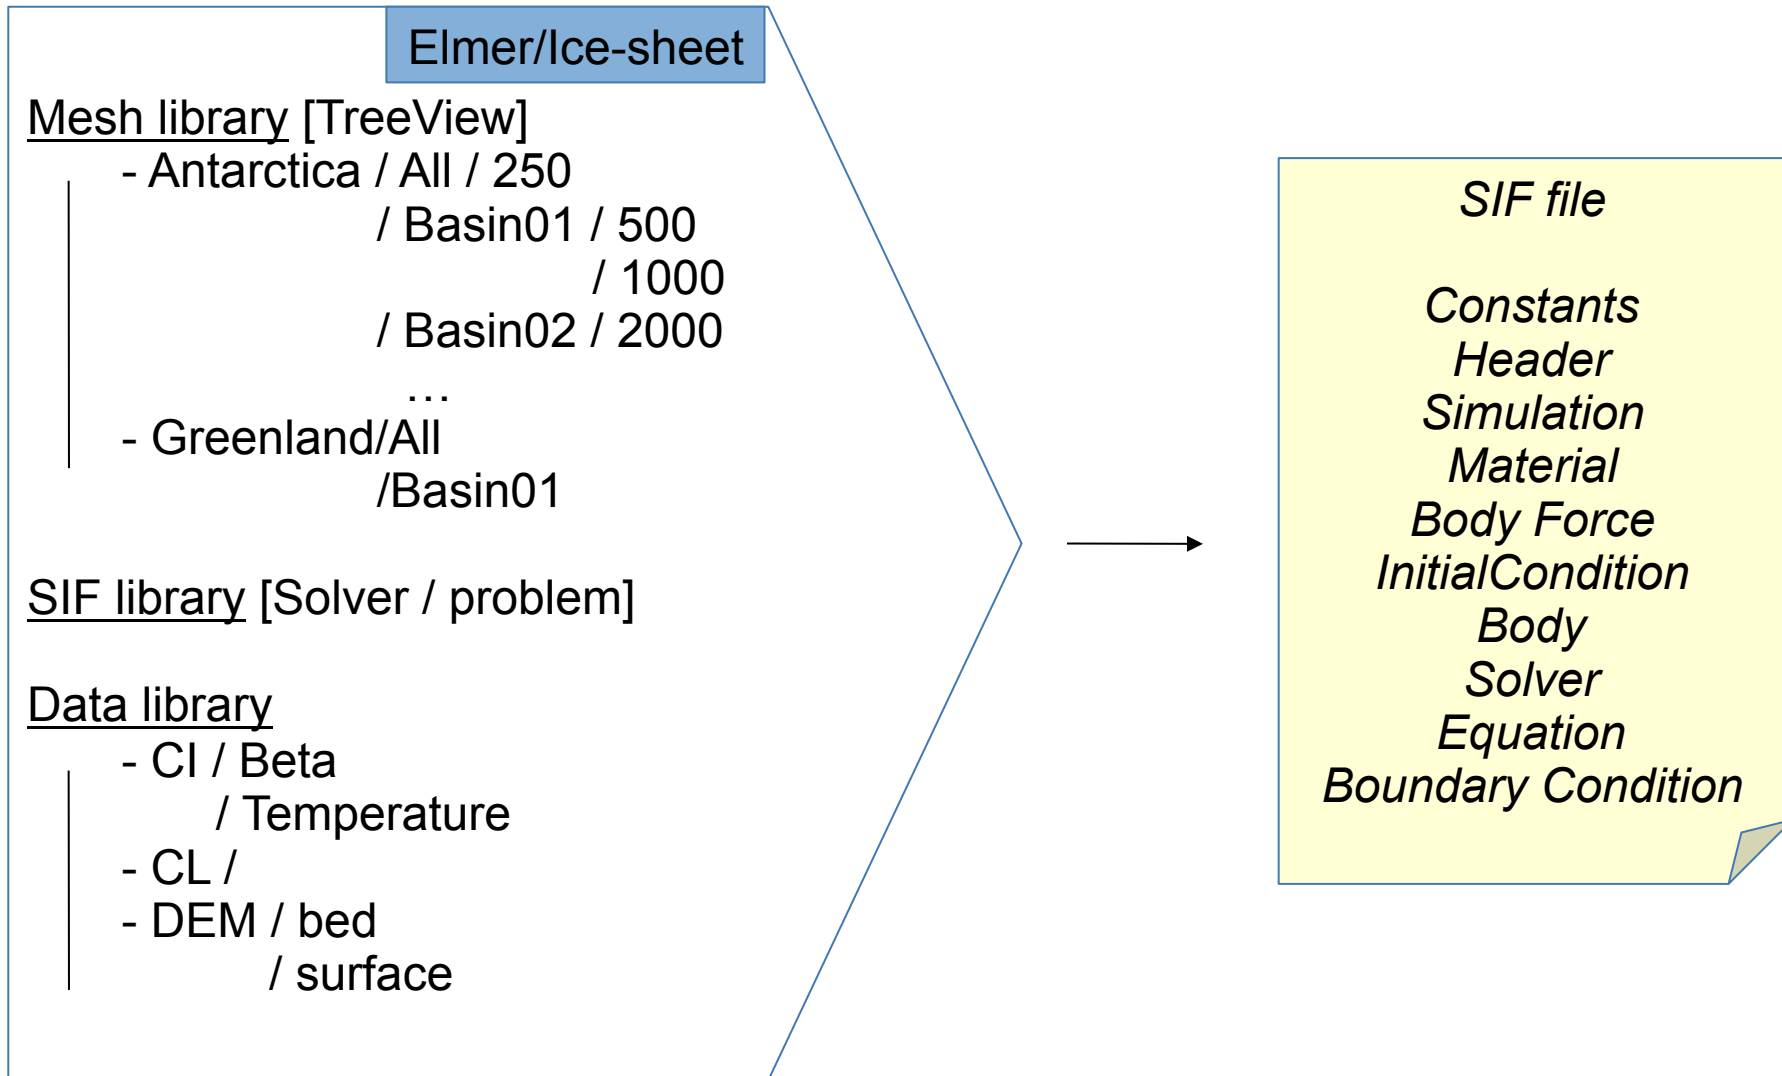 Elmer/Ice-sheet
Mesh library [TreeView]
- Antarctica / All / 250
/ Basin01 / 500
/ 1000
/ Basin02 / 2000
...
- Greenland/All
/Basin01
SIF library [Solver / problem]
Data library
- CI / Beta
/ Temperature
- CL /
- DEM / bed
/ surface
SIF file
Constants
Header
Simulation
Material
Body Force
InitialCondition
Body
Solver
Equation
Boundary Condition